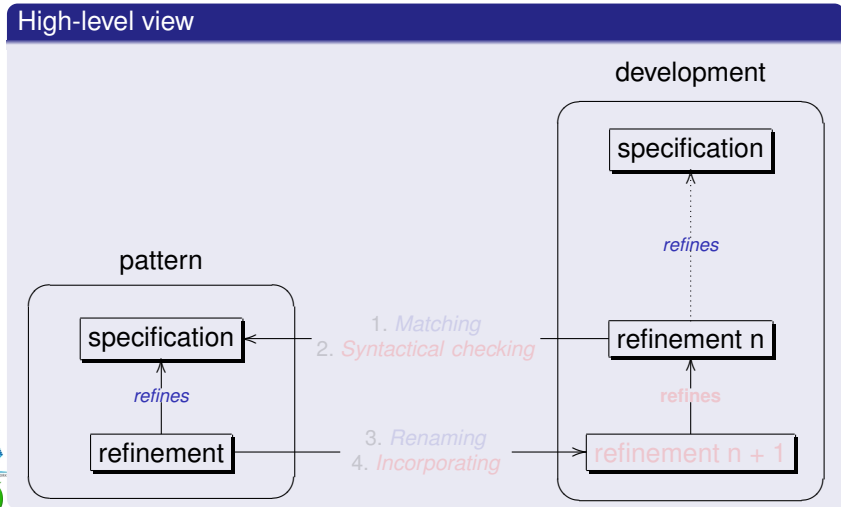 High-level view
development
specification
refines
pattern
specification
1. Matching
2. Syntactical checking
refinement n
refines
refines
refinement
3. Renaming
4. Incorporating
refinement n + 1